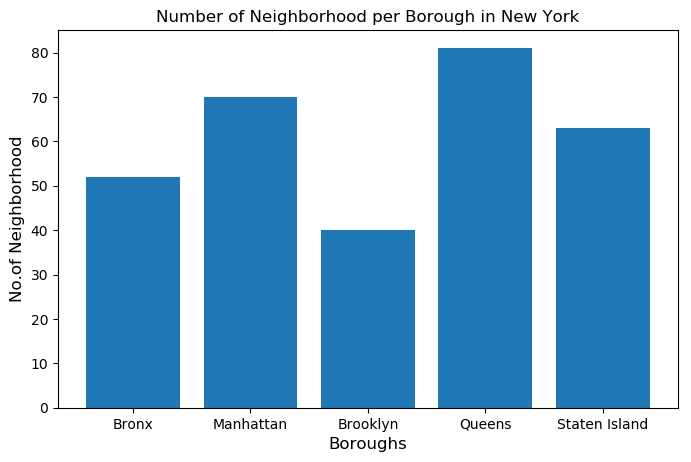 Number of Neighborhood per Borough in New York
80
70
60
50
40
30
20
10
0
No.of Neighborhood
Bronx Manhattan Brooklyn Queens Staten Island
Boroughs